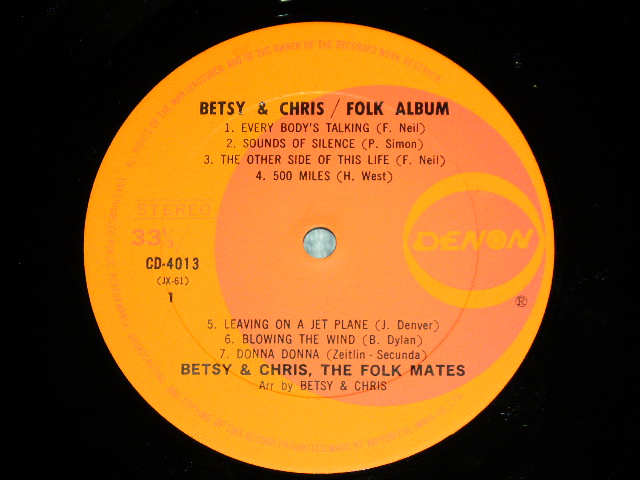 BETSY & CHRIS / FOLK ALBUM
1. EVERY BODY'S TALKING (F. Neil)
2. SOUNDS OF SILENCE (P. Simon)
3. THE OTHER SIDE OF THIS LIFE (F. Neil)
4. 500 MILES (H. West)
STEREO
33⅓
DENON
®
CD-4013
(JX-61)
1
5. LEAVING ON A JET PLANE (J. Denver)
6. BLOWING THE WIND (B. Dylan)
7. DONNA DONNA (Zeitlin - Secunda)
BETSY & CHRIS, THE FOLK MATES
Arr by BETSY & CHRIS